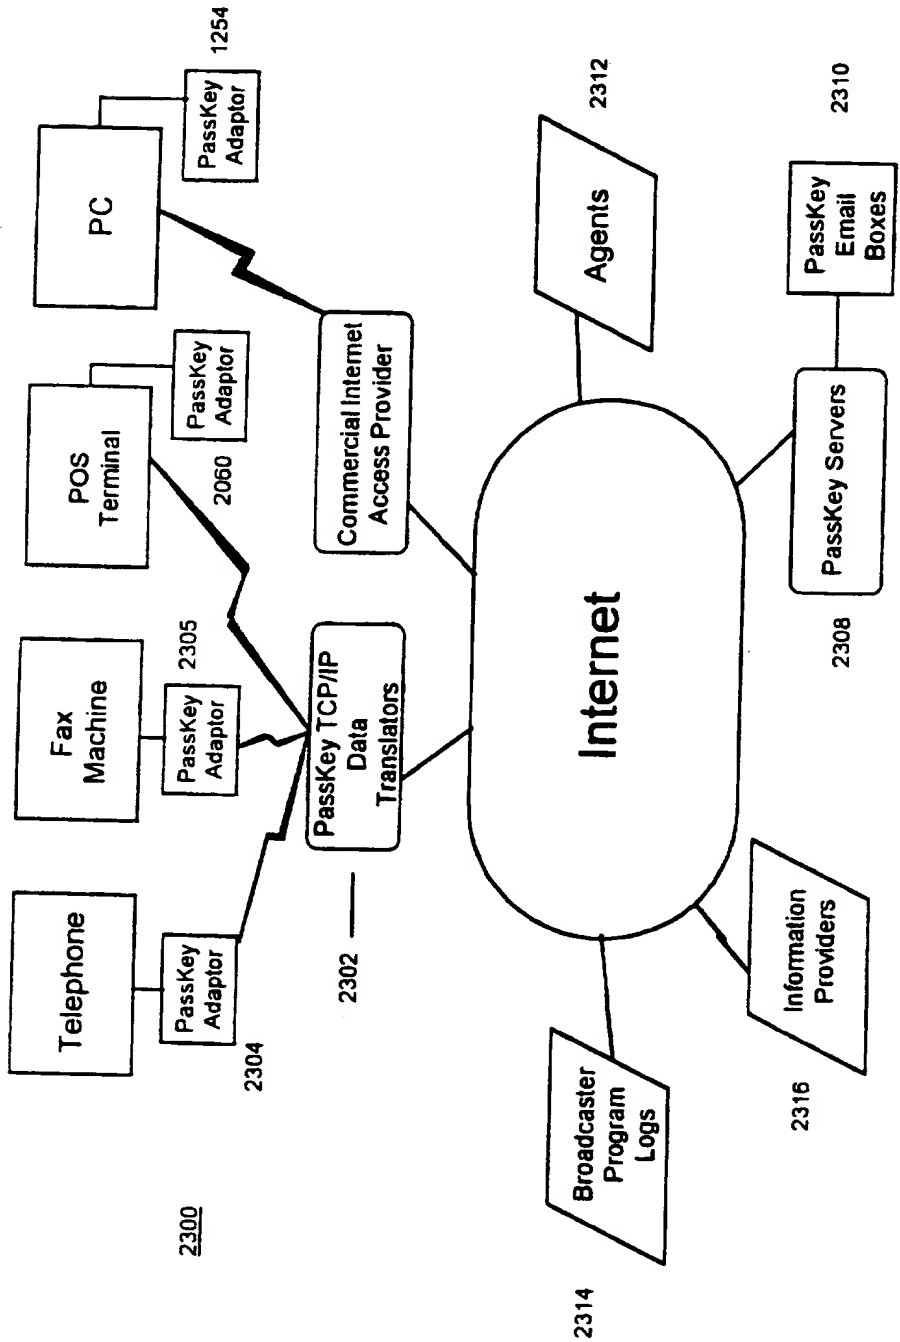 2300
Telephone
PassKey
Adaptor
2304
Fax
Machine
PassKey
Adaptor
2305
POS
Terminal
PassKey
Adaptor
2060
PC
PassKey
Adaptor
1254
2302
PassKey TCP/IP
Data
Translators
Commercial Internet
Access Provider
Internet
Agents
2312
Broadcaster
Program
Logs
2314
Information
Providers
2316
PassKey Servers
2308
PassKey
Email
Boxes
2310